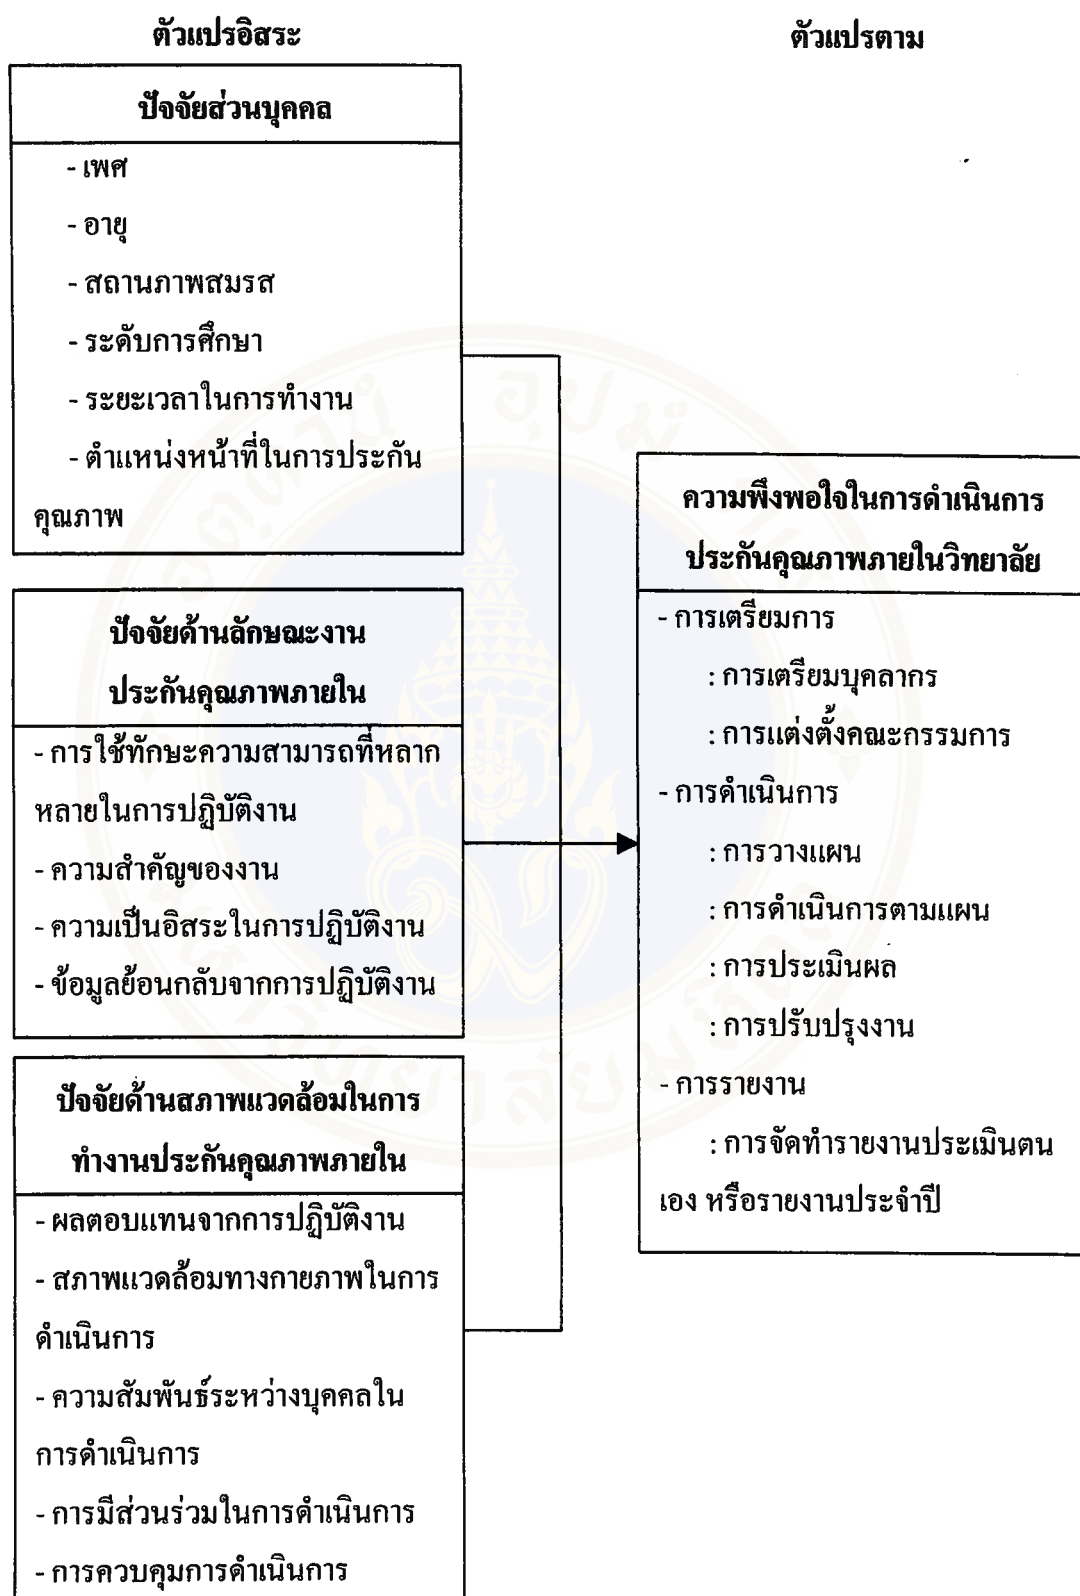 ตัวแปรอิสระ
ตัวแปรตาม
ปัจจัยส่วนบุคคล
- เพศ
- อายุ
- สถานภาพสมรส
- ระดับการศึกษา
- ระยะเวลาในการทำงาน
- ตำแหน่งหน้าที่ในการประกัน
คุณภาพ
ปัจจัยด้านลักษณะงาน
ประกันคุณภาพภายใน
- การใช้ทักษะความสามารถที่หลาก
หลายในการปฏิบัติงาน
- ความสำคัญของงาน
- ความเป็นอิสระในการปฏิบัติงาน
- ข้อมูลย้อนกลับจากการปฏิบัติงาน
ปัจจัยด้านสภาพแวดล้อมในการ
ทำงานประกันคุณภาพภายใน
- ผลตอบแทนจากการปฏิบัติงาน
- สภาพแวดล้อมทางกายภาพในการ
ดำเนินการ
- ความสัมพันธ์ระหว่างบุคคลใน
การดำเนินการ
- การมีส่วนร่วมในการดำเนินการ
- การควบคุมการดำเนินการ
ความพึงพอใจในการดำเนินการ
ประกันคุณภาพภายในวิทยาลัย
- การเตรียมการ
: การเตรียมบุคลากร
: การแต่งตั้งคณะกรรมการ
- การดำเนินการ
: การวางแผน
: การดำเนินการตามแผน
: การประเมินผล
: การปรับปรุงงาน
- การรายงาน
: การจัดทำรายงานประเมินตน
เอง หรือรายงานประจำปี